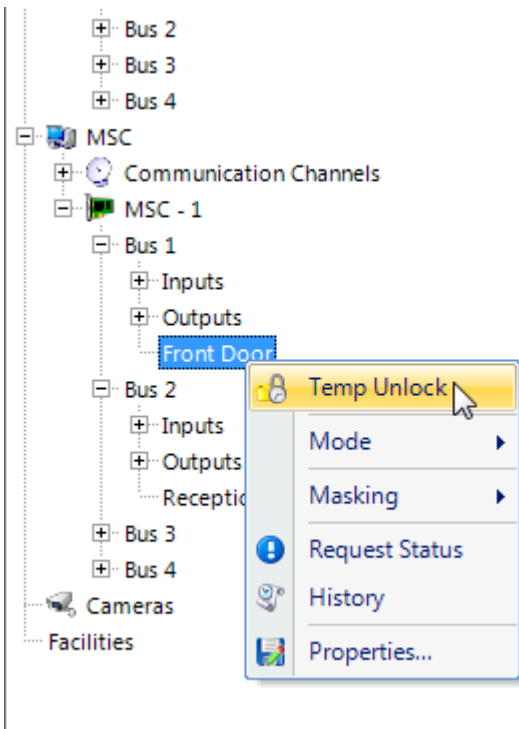 Bus 2
Bus 3
Bus 4
MSC
Communication Channels
MSC - 1
Bus 1
Inputs
Outputs
Front Door
Temp Unlock
Bus 2
Mode
Inputs
Outputs
Masking
Receptio
Bus 3
Request Status
Bus 4
Cameras
History
Facilities
Properties...